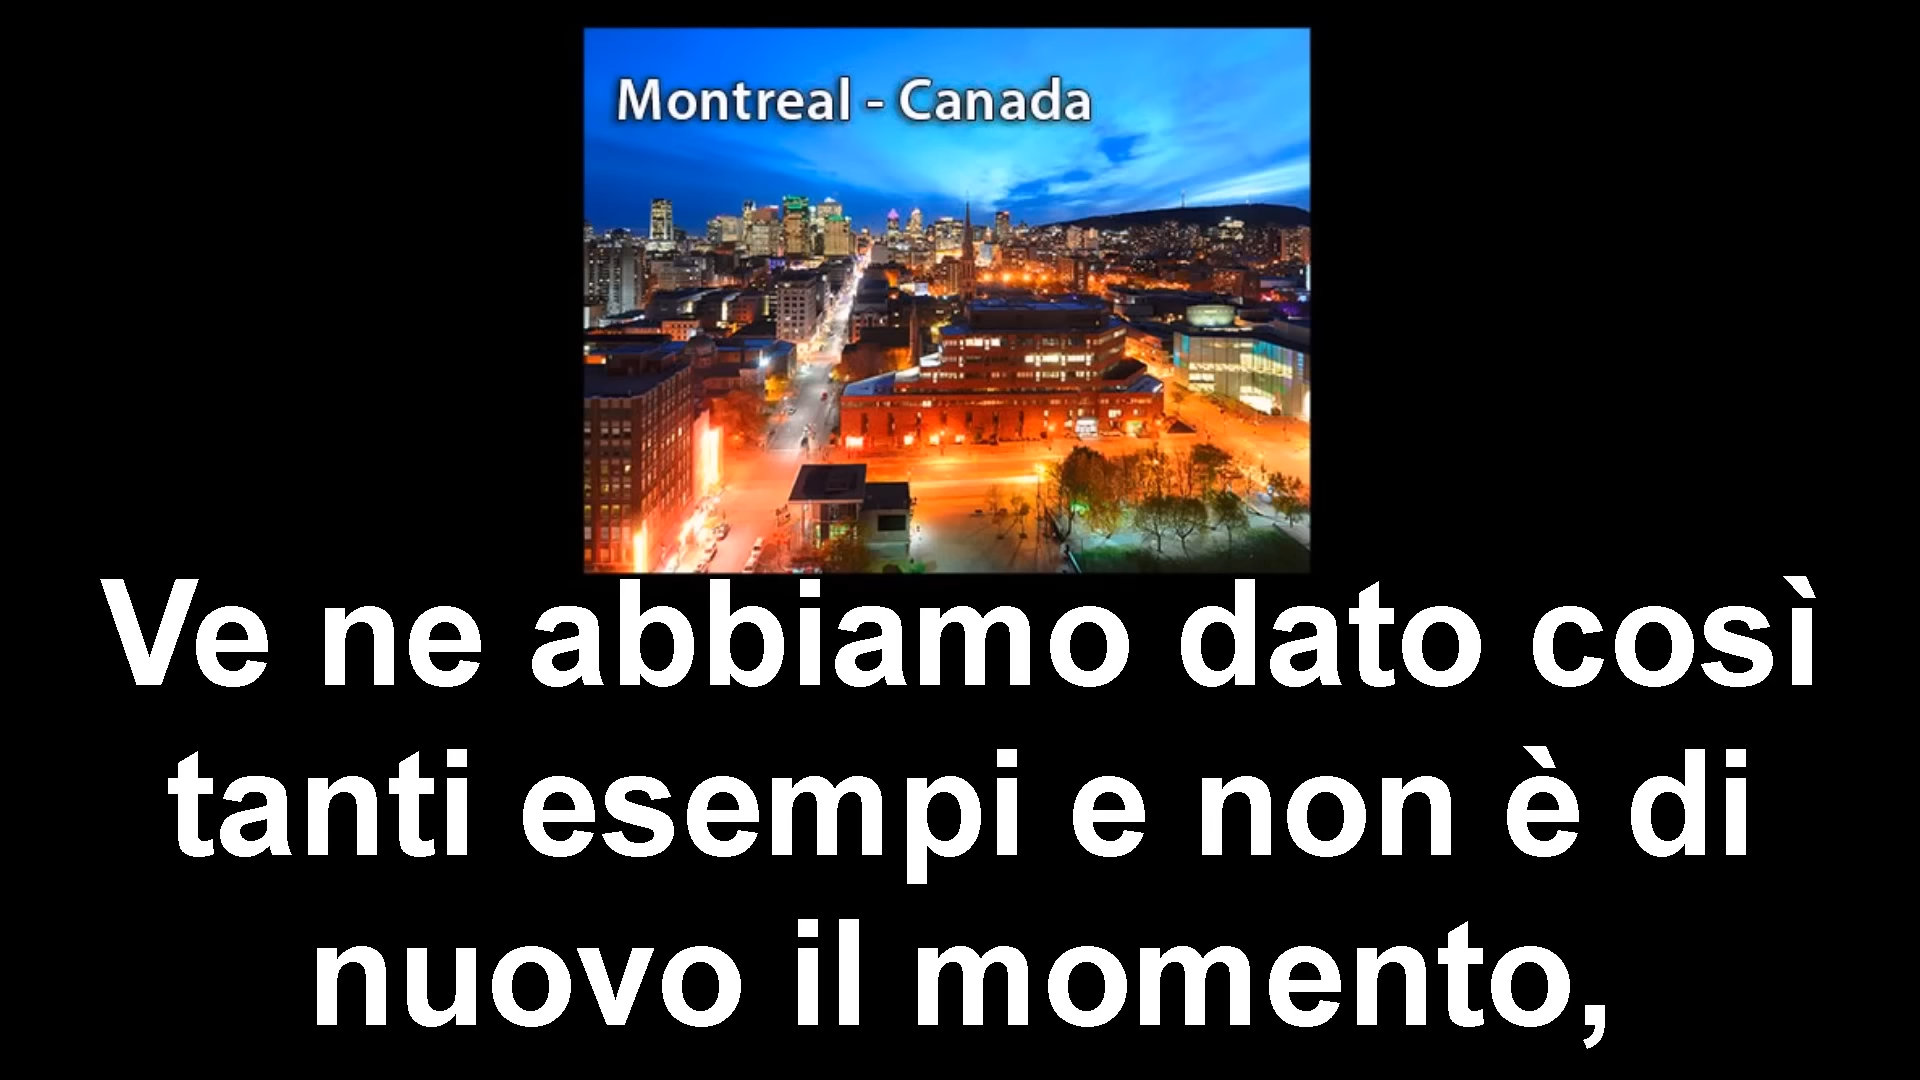 Montreal - Canada
Ve ne abbiamo dato così
tanti esempi e non è di
nuovo il momento,